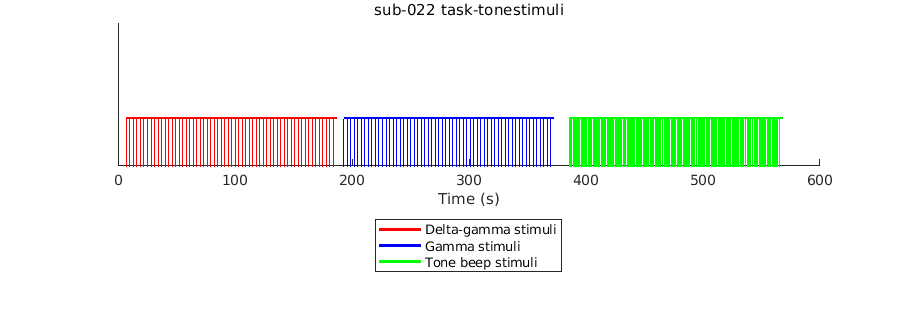 sub-022 task-tonestimuli
0 100 200 300 400 500 600
Time (s)
Delta-gamma stimuli
Gamma stimuli
Tone beep stimuli